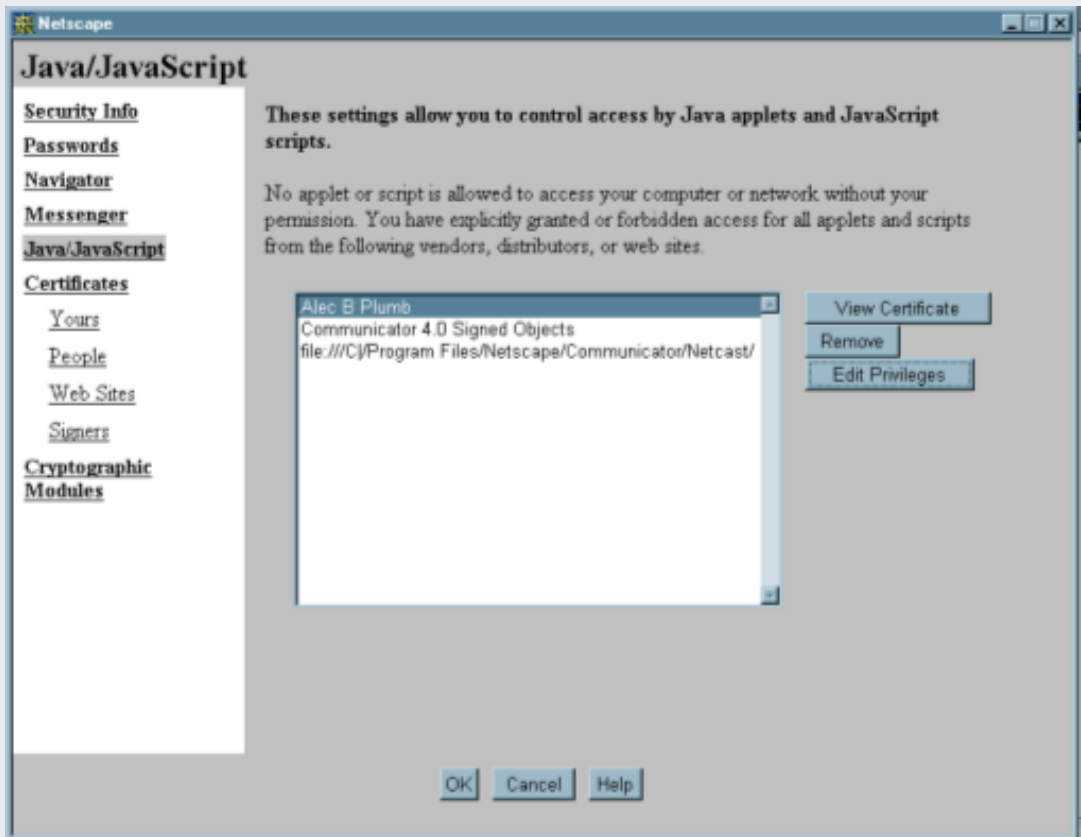 Netscape
Java/JavaScript
Security Info
Passwords
Navigator
Messenger
Java/JavaScript
Certificates
Yours
People
Web Sites
Signers
Cryptographic
Modules
These settings allow you to control access by Java applets and JavaScript
scripts.
No applet or script is allowed to access your computer or network without your
permission. You have explicitly granted or forbidden access for all applets and scripts
from the following vendors, distributors, or web sites.
Alec B Plumb
Communicator 4.0 Signed Objects
file:///C|/Program Files/Netscape/Communicator/Netcast/
View Certificate
Remove
Edit Privileges
OK Cancel Help